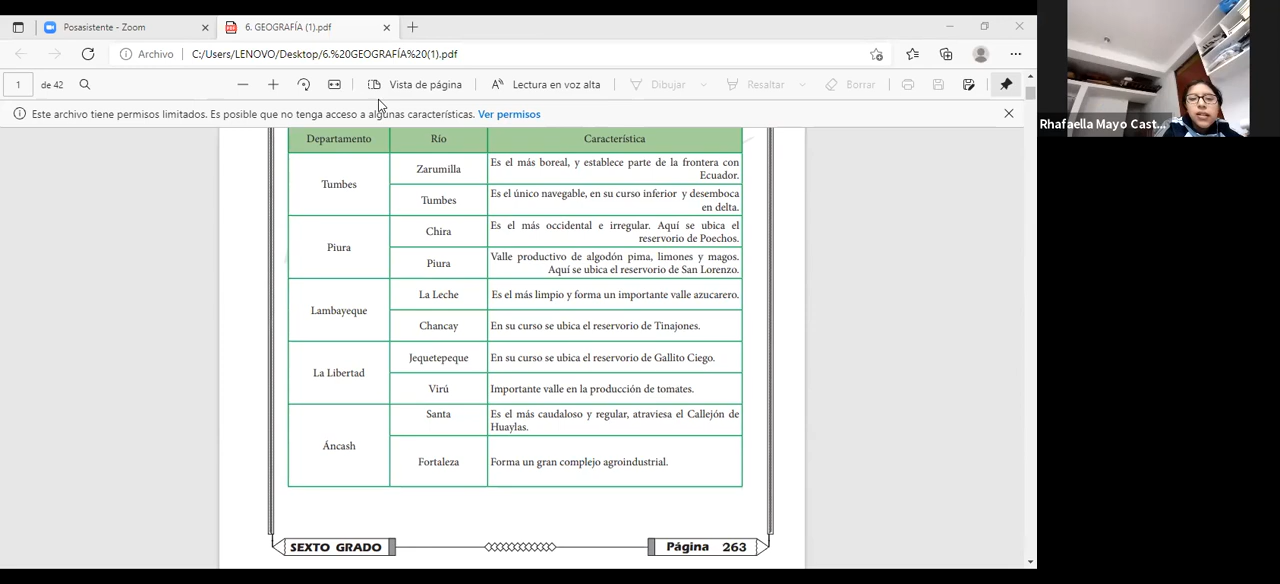 Posasistente - Zoom
6. GEOGRAFÍA (1).pdf
Archivo
C:/Users/LENOVO/Desktop/6.%20GEOGRAFÍA%20(1).pdf
1 de 42
Vista de página
Lectura en voz alta
Dibujar
Resaltar
Borrar
Este archivo tiene permisos limitados. Es posible que no tenga acceso a algunas características. Ver permisos
Rhafaella Mayo Cast...
Departamento Río Característica
Tumbes
Zarumilla
Es el más boreal, y establece parte de la frontera con
Ecuador.
Tumbes
Es el único navegable, en su curso inferior y desemboca
en delta.
Piura
Chira
Es el más occidental e irregular. Aquí se ubica el
reservorio de Poechos.
Piura
Valle productivo de algodón pima, limones y magos.
Aquí se ubica el reservorio de San Lorenzo.
Lambayeque
La Leche
Es el más limpio y forma un importante valle azucarero.
Chancay
En su curso se ubica el reservorio de Tinajones.
La Libertad
Jequetepeque
En su curso se ubica el reservorio de Gallito Ciego.
Virú
Importante valle en la producción de tomates.
Áncash
Santa
Es el más caudaloso y regular, atraviesa el Callejón de
Huaylas.
Fortaleza
Forma un gran complejo agroindustrial.
SEXTO GRADO
Página 263